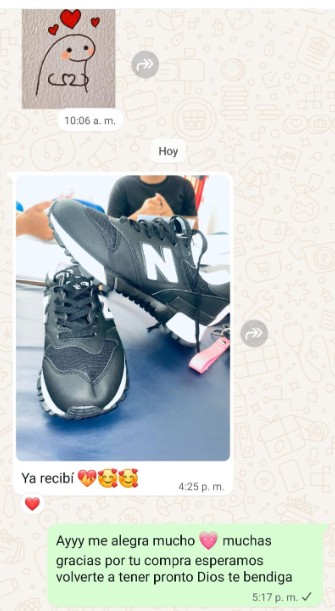 10:06 a. m.
Hoy
N
Ya recibí 💝🥰🥰
4:25 p. m.
❤️
Ayyy me alegra mucho 💗 muchas
gracias por tu compra esperamos
volverte a tener pronto Dios te bendiga
5:17 p. m. ✓